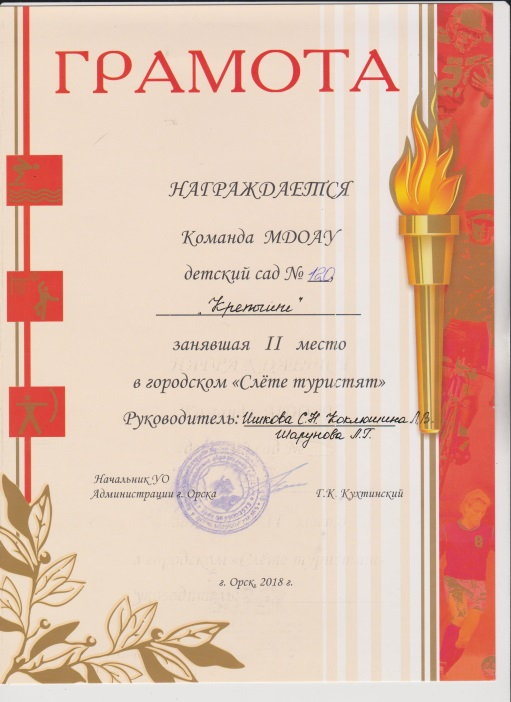 ГРАМОТА
НАГРАЖДАЕТСЯ
Команда МДОАУ
детский сад № 120
„Крепыши"
занявшая II место
в городском «Слёте туристят»
Руководитель: Ишкова С.Н. Коклюшина Л.В.
Шарунова Л.Г.
Начальник УО
Администрации г. Орска Г.К. Кухтинский
г. Орск, 2018 г.